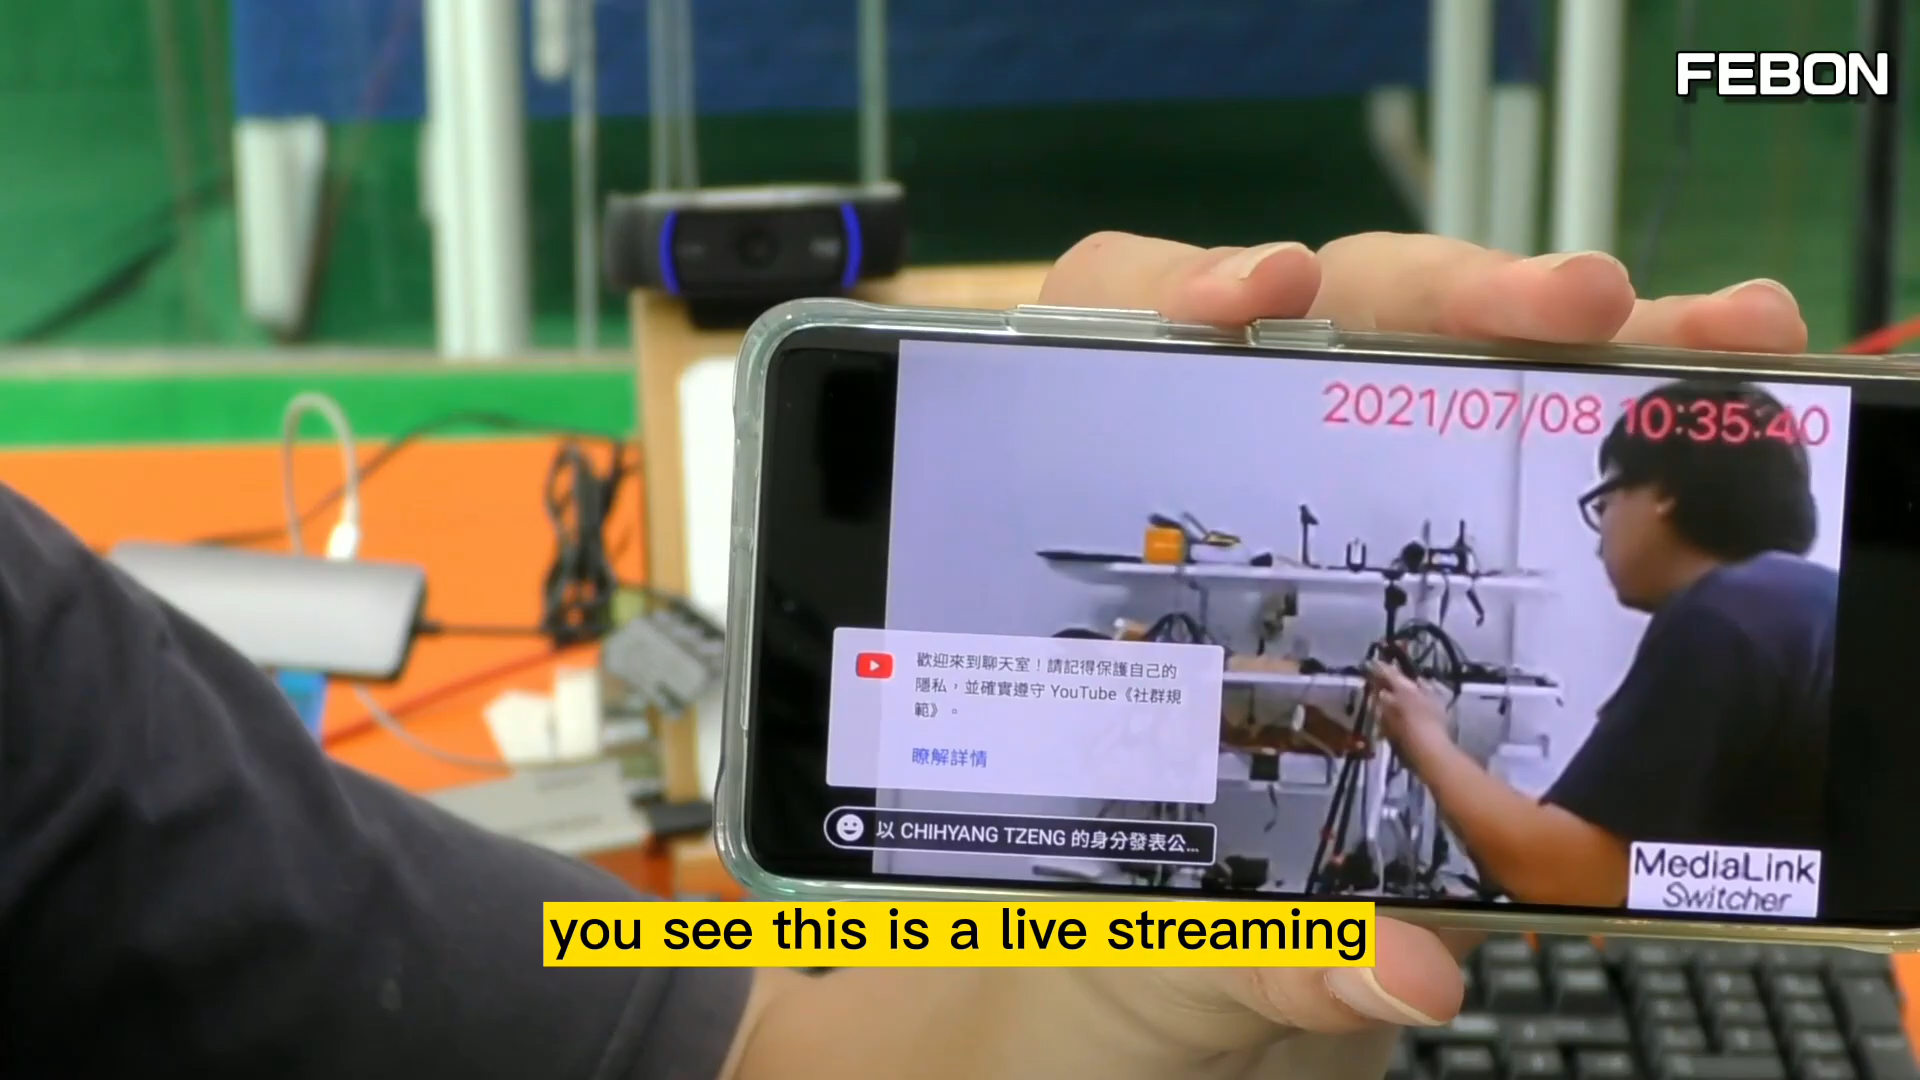 FEBON
2021/07/08 10:35:40
歡迎來到聊天室！請記得保護自己的
隱私，並確實遵守 YouTube《社群規
範》。
瞭解詳情
以 CHIHYANG TZENG 的身分發表公...
MediaLink
Switcher
you see this is a live streaming